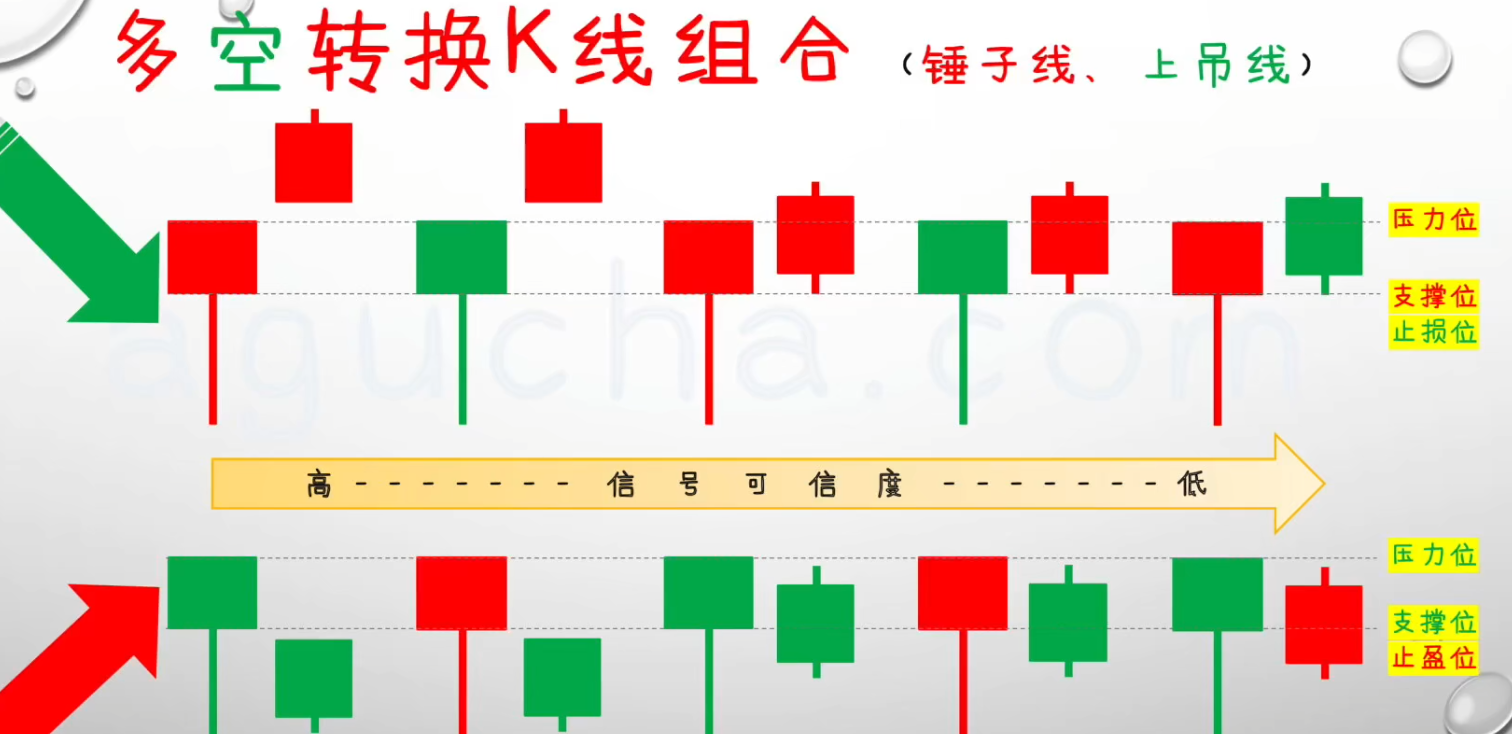 多空转换K线组合（锤子线、上吊线）
压力位
支撑位
止损位
agucha.com
高-------信号可信度-------低
压力位
支撑位
止盈位